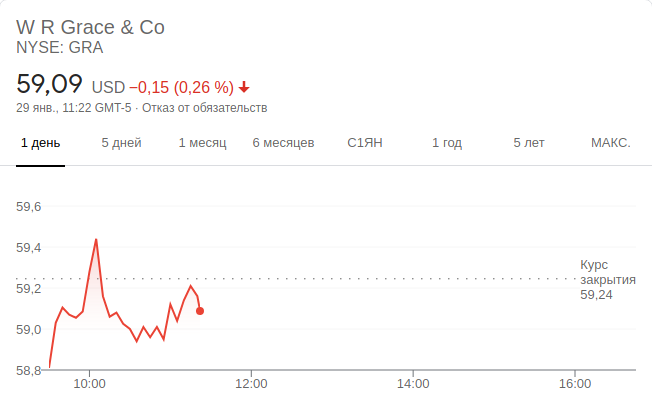 W R Grace & Co
NYSE: GRA
59,09 USD −0,15 (0,26 %)
29 янв., 11:22 GMT-5 · Отказ от обязательств
1 день 5 дней 1 месяц 6 месяцев С1ЯН 1 год 5 лет МАКС.
59,6
59,4
Курс
закрытия
59,24
59,2
59,0
58,8
10:00 12:00 14:00 16:00